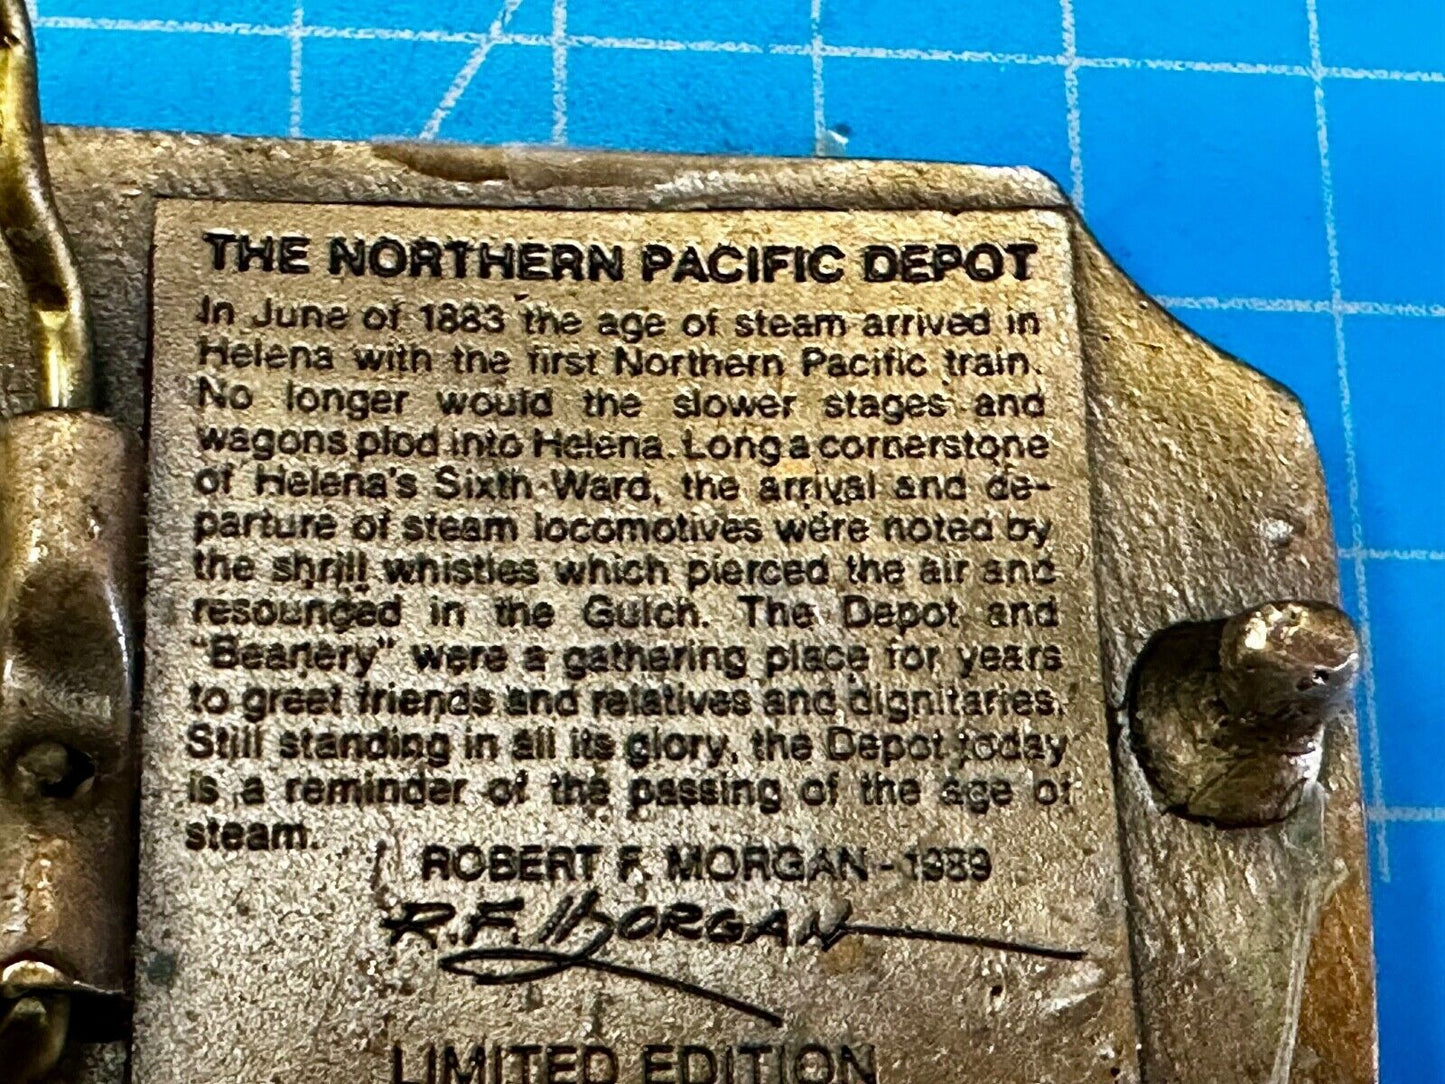 THE NORTHERN PACIFIC DEPOT
In June of 1883 the age of steam arrived in
Helena with the first Northern Pacific train.
No longer would the slower stages and
wagons plod into Helena. Long a cornerstone
of Helena's Sixth Ward, the arrival and de-
parture of steam locomotives were noted by
the shrill whistles which pierced the air and
resounded in the Gulch. The Depot and
"Beanery" were a gathering place for years
to greet friends and relatives and dignitaries.
Still standing in all its glory, the Depot today
is a reminder of the passing of the age of
steam.
ROBERT F. MORGAN - 1989
R.F. MORGAN
LIMITED EDITION